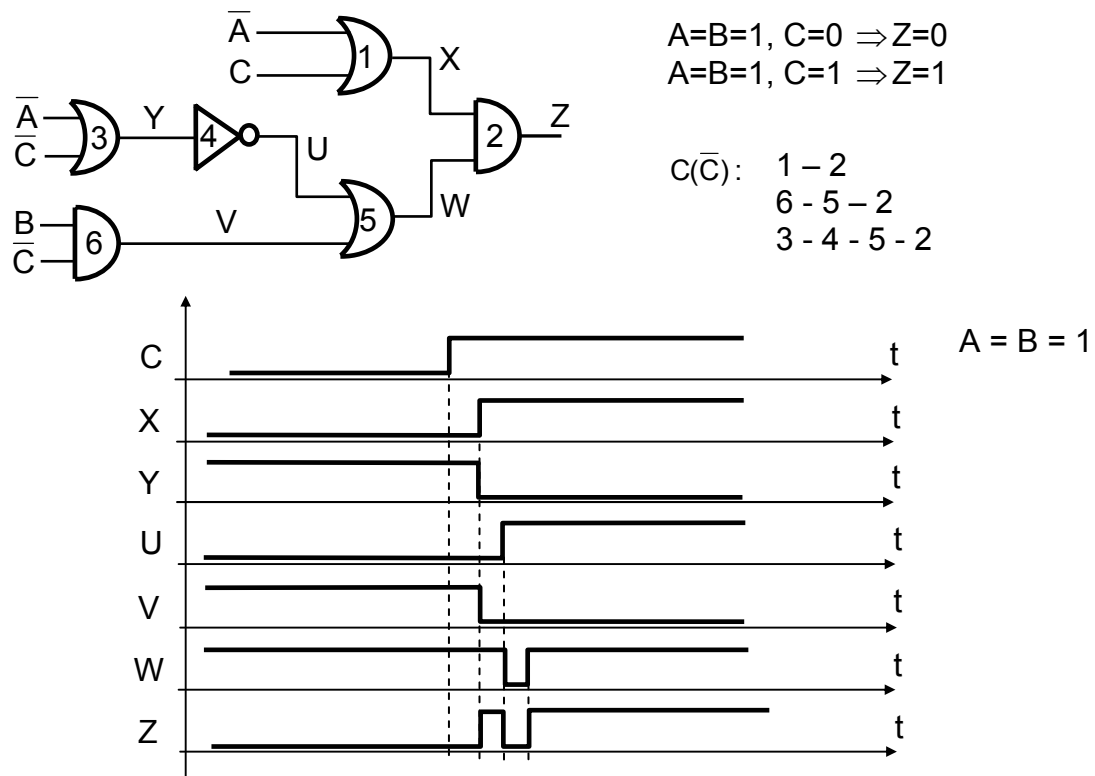 A̅
C
1
X
A̅
C̅
3
Y
4
U
2
Z
B
C̅
6
V
5
W
A=B=1, C=0 ⇒Z=0
A=B=1, C=1 ⇒Z=1
C(C̅) : 1 – 2
6 - 5 – 2
3 - 4 - 5 - 2
A = B = 1
C t
X t
Y t
U t
V t
W t
Z t